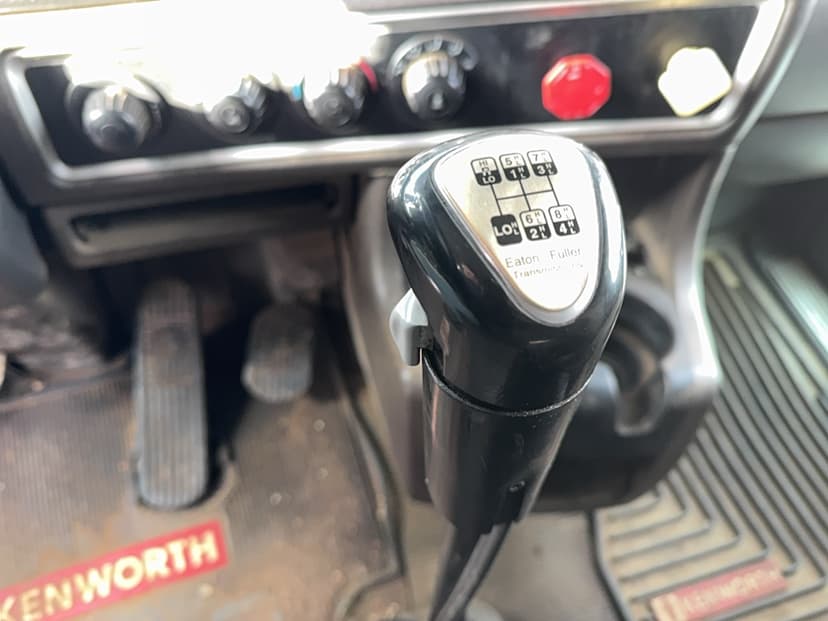 HI 5 H L 7 H L
R 1 H L 3 H L
LO
LO H L 6 H L 8 H L
2 H L 4 H L
Eaton Fuller
KENWORTH
KENWORTH